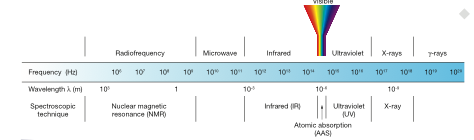 Visible
Radiofrequency Microwave Infrared Ultraviolet X-rays γ-rays
Frequency (Hz) 10⁶ 10⁷ 10⁸ 10⁹ 10¹⁰ 10¹¹ 10¹² 10¹³ 10¹⁴ 10¹⁵ 10¹⁶ 10¹⁷ 10¹⁸ 10¹⁹ 10²⁰
Wavelength λ (m) 10³ 1 10⁻³ 10⁻⁶ 10⁻⁹
Spectroscopic Nuclear magnetic Infrared (IR) Ultraviolet X-ray
technique resonance (NMR) (UV)
Atomic absorption
(AAS)